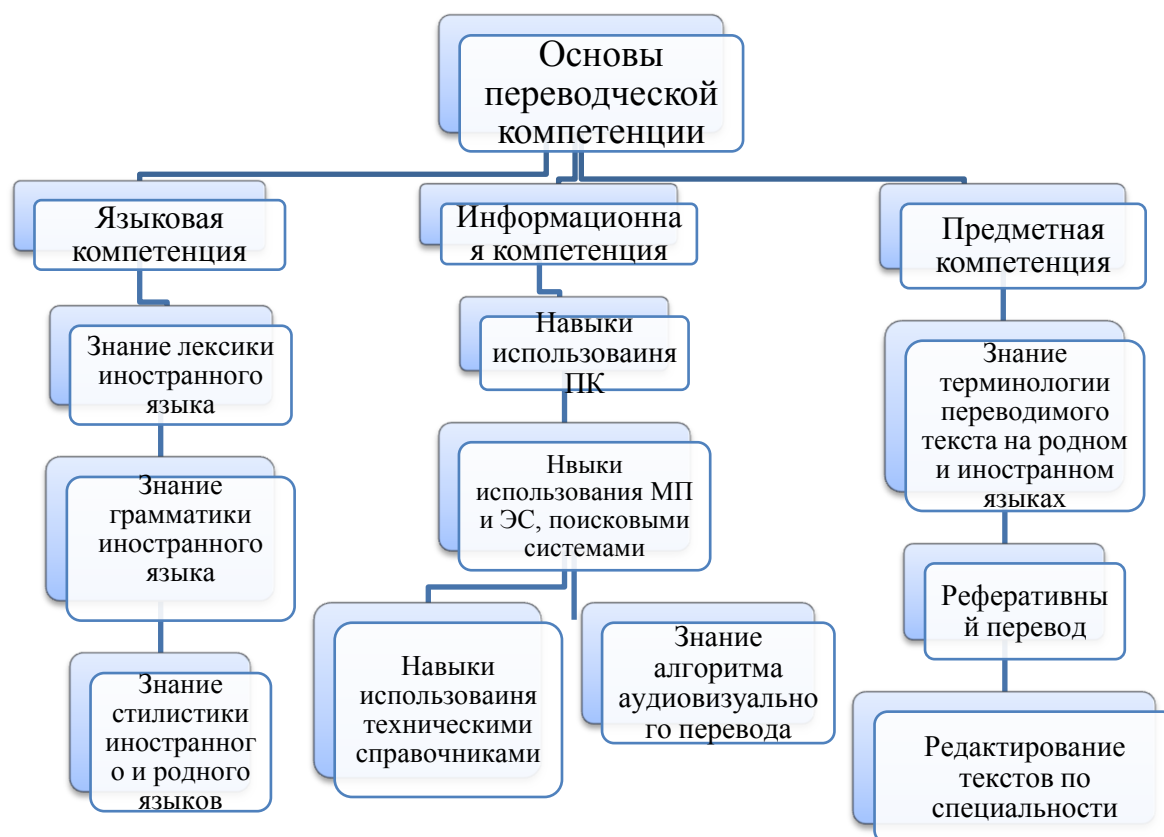 Основы
переводческой
компетенции
Языковая
компетенция
Информационна
я компетенция
Предметная
компетенция
Знание лексики
иностранного
языка
Навыки
использоваиня
ПК
Знание
терминологии
переводимого
текста на родном
и иностранном
языках
Знание
грамматики
иностранного
языка
Нвыки
использования МП
и ЭС, поисковыми
системами
Реферативны
й перевод
Знание
стилистики
иностранног
о и родного
языков
Навыки
использоваиня
техническими
справочниками
Знание
алгоритма
аудиовизуально
го перевода
Редактирование
текстов по
специальности